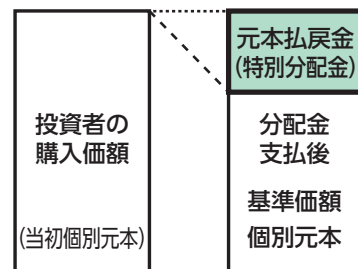 投資者の
購入価額
(当初個別元本)
元本払戻金
(特別分配金)
分配金
支払後
基準価額
個別元本